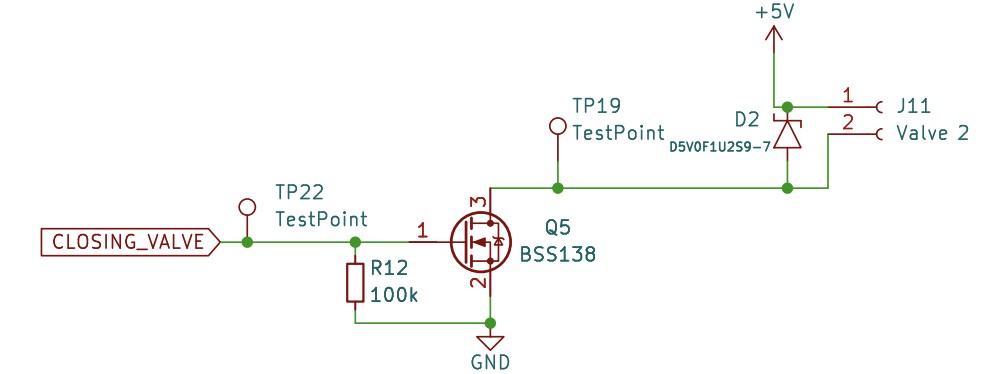 +5V
TP19
TestPoint
D2
D5V0F1U2S9-7
1
J11
2
Valve 2
TP22
TestPoint
CLOSING_VALVE
1
3
Q5
BSS138
2
R12
100k
GND